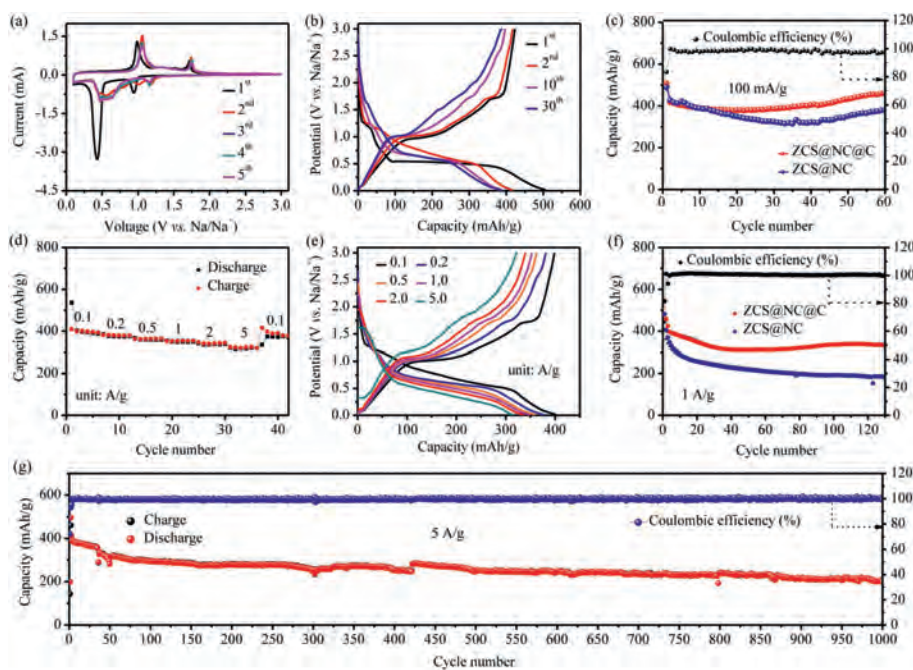 (a)
Current (mA)
1.5
0.0
-1.5
-3.0
-4.5
1st
2nd
3rd
4th
5th
0.0 0.6 1.2 1.8 2.4 3.0
Voltage (V vs. Na/Na+)
(b)
Potential (V vs. Na/Na+)
3.0
2.5
2.0
1.5
1.0
0.5
0.0
1st
2nd
10th
30th
0 100 200 300 400 500 600
Capacity (mAh/g)
(c)
Capacity (mAh/g)
800
600
400
200
0
Coulombic efficiency (%)
100 mA/g
ZCS@NC@C
ZCS@NC
120
100
80
60
40
20
0
0 10 20 30 40 50 60
Cycle number
(d)
Capacity (mAh/g)
800
600
400
200
0
Discharge
Charge
0.1 0.2 0.5 1 2 5 0.1
unit: A/g
0 10 20 30 40
Cycle number
(e)
Potential (V vs. Na/Na+)
3.0
2.5
2.0
1.5
1.0
0.5
0.0
0.1 0.2
0.5 1.0
2.0 5.0
unit: A/g
0 100 200 300 400
Capacity (mAh/g)
(f)
Capacity (mAh/g)
800
600
400
200
0
Coulombic efficiency (%)
ZCS@NC@C
ZCS@NC
1 A/g
120
100
80
60
40
20
0
0 20 40 60 80 100 120
Cycle number
(g)
Capacity (mAh/g)
600
400
200
0
Charge
Discharge
5 A/g
Coulombic efficiency (%)
100
80
60
40
20
0
0 50 100 150 200 250 300 350 400 450 500 550 600 650 700 750 800 850 900 950 1000
Cycle number